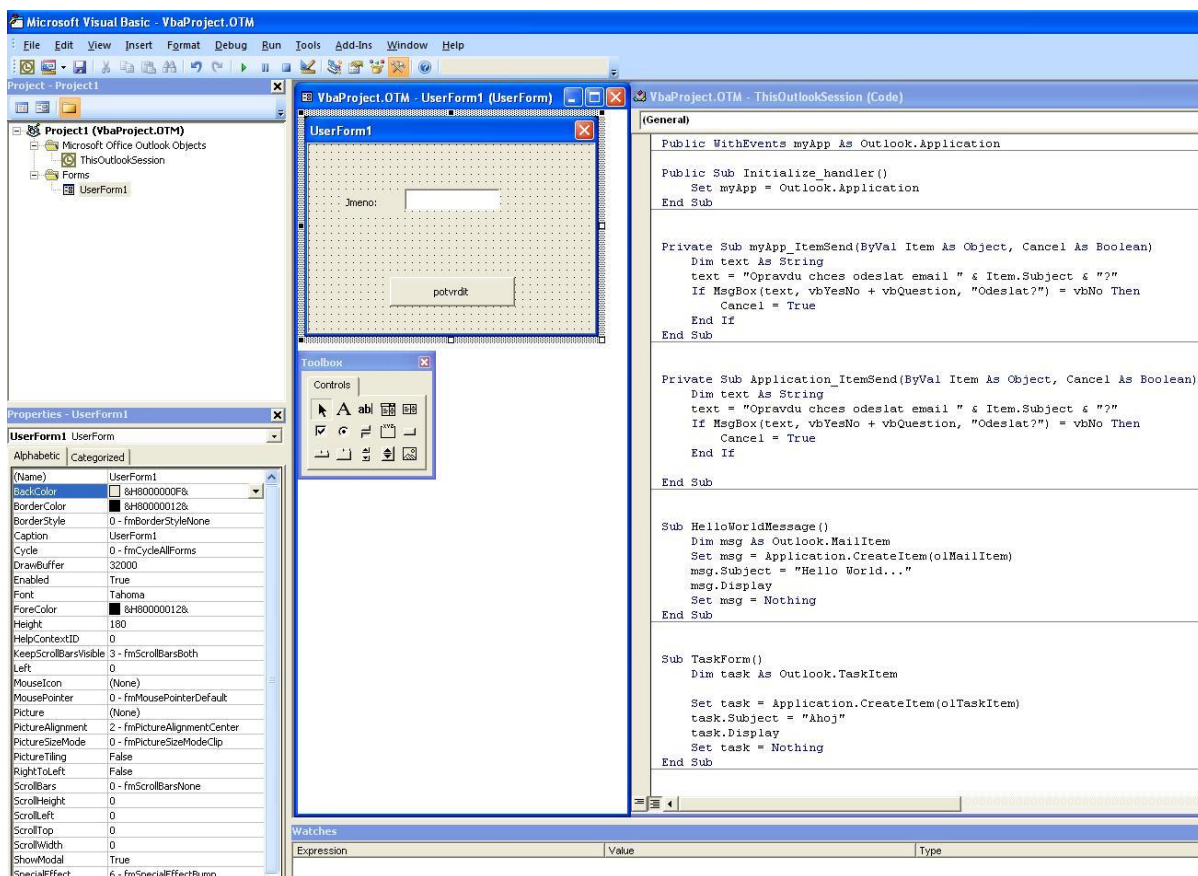 Microsoft Visual Basic - VbaProject.OTM
File Edit View Insert Format Debug Run Tools Add-Ins Window Help
Project - Project1
Project1 (VbaProject.OTM)
Microsoft Office Outlook Objects
ThisOutlookSession
Forms
UserForm1
Properties - UserForm1
UserForm1 UserForm
Alphabetic Categorized
(Name) UserForm1
BackColor &H8000000F&
BorderColor &H80000012&
BorderStyle 0 - fmBorderStyleNone
Caption UserForm1
Cycle 0 - fmCycleAllForms
DrawBuffer 32000
Enabled True
Font Tahoma
ForeColor &H80000012&
Height 180
HelpContextID 0
KeepScrollBarsVisible 3 - fmScrollBarsBoth
Left 0
MouseIcon (None)
MousePointer 0 - fmMousePointerDefault
Picture (None)
PictureAlignment 2 - fmPictureAlignmentCenter
PictureSizeMode 0 - fmPictureSizeModeClip
PictureTiling False
RightToLeft False
ScrollBars 0 - fmScrollBarsNone
ScrollHeight 0
ScrollLeft 0
ScrollTop 0
ScrollWidth 0
ShowModal True
SpecialEffect 6 - fmSpecialEffectBump
VbaProject.OTM - UserForm1 (UserForm)
UserForm1
Jmeno:
potvrdit
Toolbox
Controls
VbaProject.OTM - ThisOutlookSession (Code)
(General)
Public WithEvents myApp As Outlook.Application
Public Sub Initialize_handler()
Set myApp = Outlook.Application
End Sub
Private Sub myApp_ItemSend(ByVal Item As Object, Cancel As Boolean)
Dim text As String
text = "Opravdu chces odeslat email " & Item.Subject & "?"
If MsgBox(text, vbYesNo + vbQuestion, "Odeslat?") = vbNo Then
Cancel = True
End If
End Sub
Private Sub Application_ItemSend(ByVal Item As Object, Cancel As Boolean)
Dim text As String
text = "Opravdu chces odeslat email " & Item.Subject & "?"
If MsgBox(text, vbYesNo + vbQuestion, "Odeslat?") = vbNo Then
Cancel = True
End If
End Sub
Sub HelloWorldMessage()
Dim msg As Outlook.MailItem
Set msg = Application.CreateItem(olMailItem)
msg.Subject = "Hello World..."
msg.Display
Set msg = Nothing
End Sub
Sub TaskForm()
Dim task As Outlook.TaskItem
Set task = Application.CreateItem(olTaskItem)
task.Subject = "Ahoj"
task.Display
Set task = Nothing
End Sub
Watches
Expression Value Type